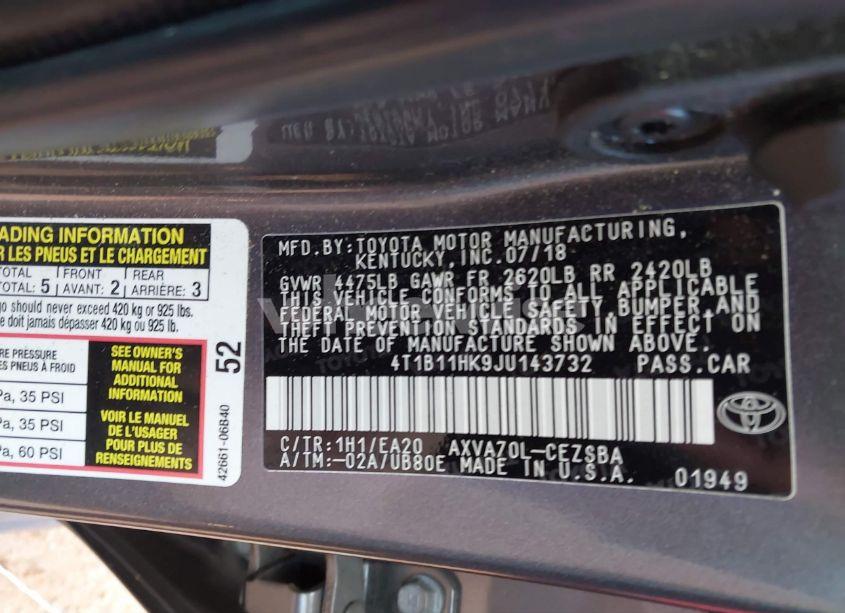 ADING INFORMATION
R LES PNEUS ET LE CHARGEMENT
TOTAL FRONT REAR
TOTAL: 5 AVANT: 2 ARRIÈRE: 3
go should never exceed 420 kg or 925 lbs.
e doit jamais dépasser 420 kg ou 925 lb.
RE PRESSURE
ES PNEUS À FROID
Pa, 35 PSI
Pa, 35 PSI
Pa, 60 PSI
SEE OWNER'S
MANUAL FOR
ADDITIONAL
INFORMATION
VOIR LE MANUEL
DE L'USAGER
POUR PLUS DE
RENSEIGNEMENTS
52
42661-06B40
MFD.BY:TOYOTA MOTOR MANUFACTURING,
KENTUCKY,INC.07/18
GVWR 4475LB GAWR FR 2620LB RR 2420LB
THIS VEHICLE CONFORMS TO ALL APPLICABLE
FEDERAL MOTOR VEHICLE SAFETY,BUMPER,AND
THEFT PREVENTION STANDARDS IN EFFECT ON
THE DATE OF MANUFACTURE SHOWN ABOVE.
4T1B11HK9JU143732 PASS.CAR
C/TR:1H1/EA20 AXVA70L-CEZSBA
A/TM:-02A/UB80E MADE IN U.S.A. 01949